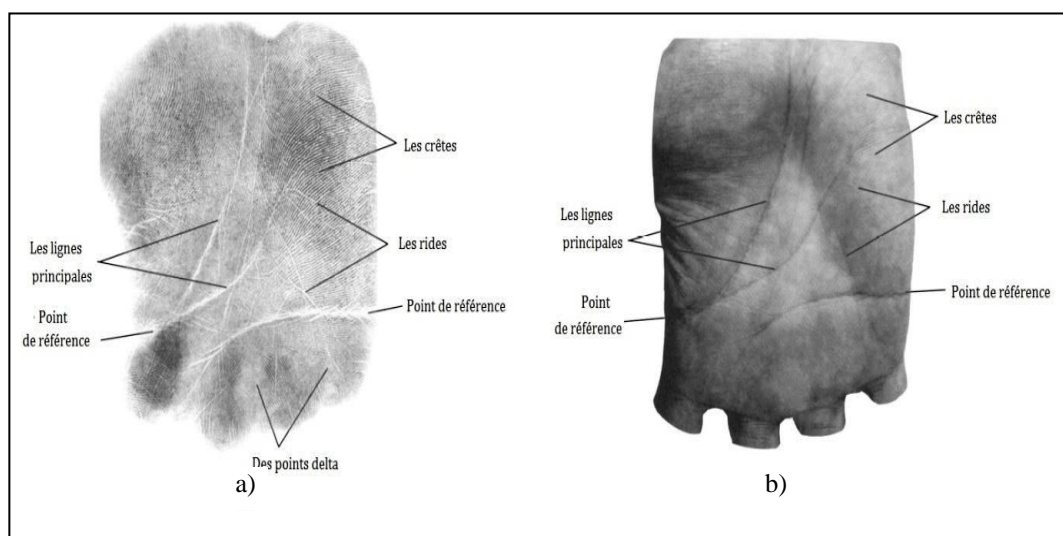 Les crêtes
Les rides
Les lignes
principales
Point
de référence
Point de référence
Des points delta
a)
Les crêtes
Les rides
Les lignes
principales
Point
de référence
Point de référence
b)